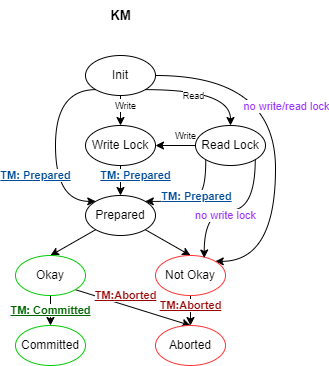 KM
Init
Write
Read
no write/read lock
Write Lock
Write
Read Lock
TM: Prepared
TM: Prepared
TM: Prepared
Prepared
no write lock
Okay
Not Okay
TM:Aborted
TM: Committed
TM:Aborted
Committed
Aborted